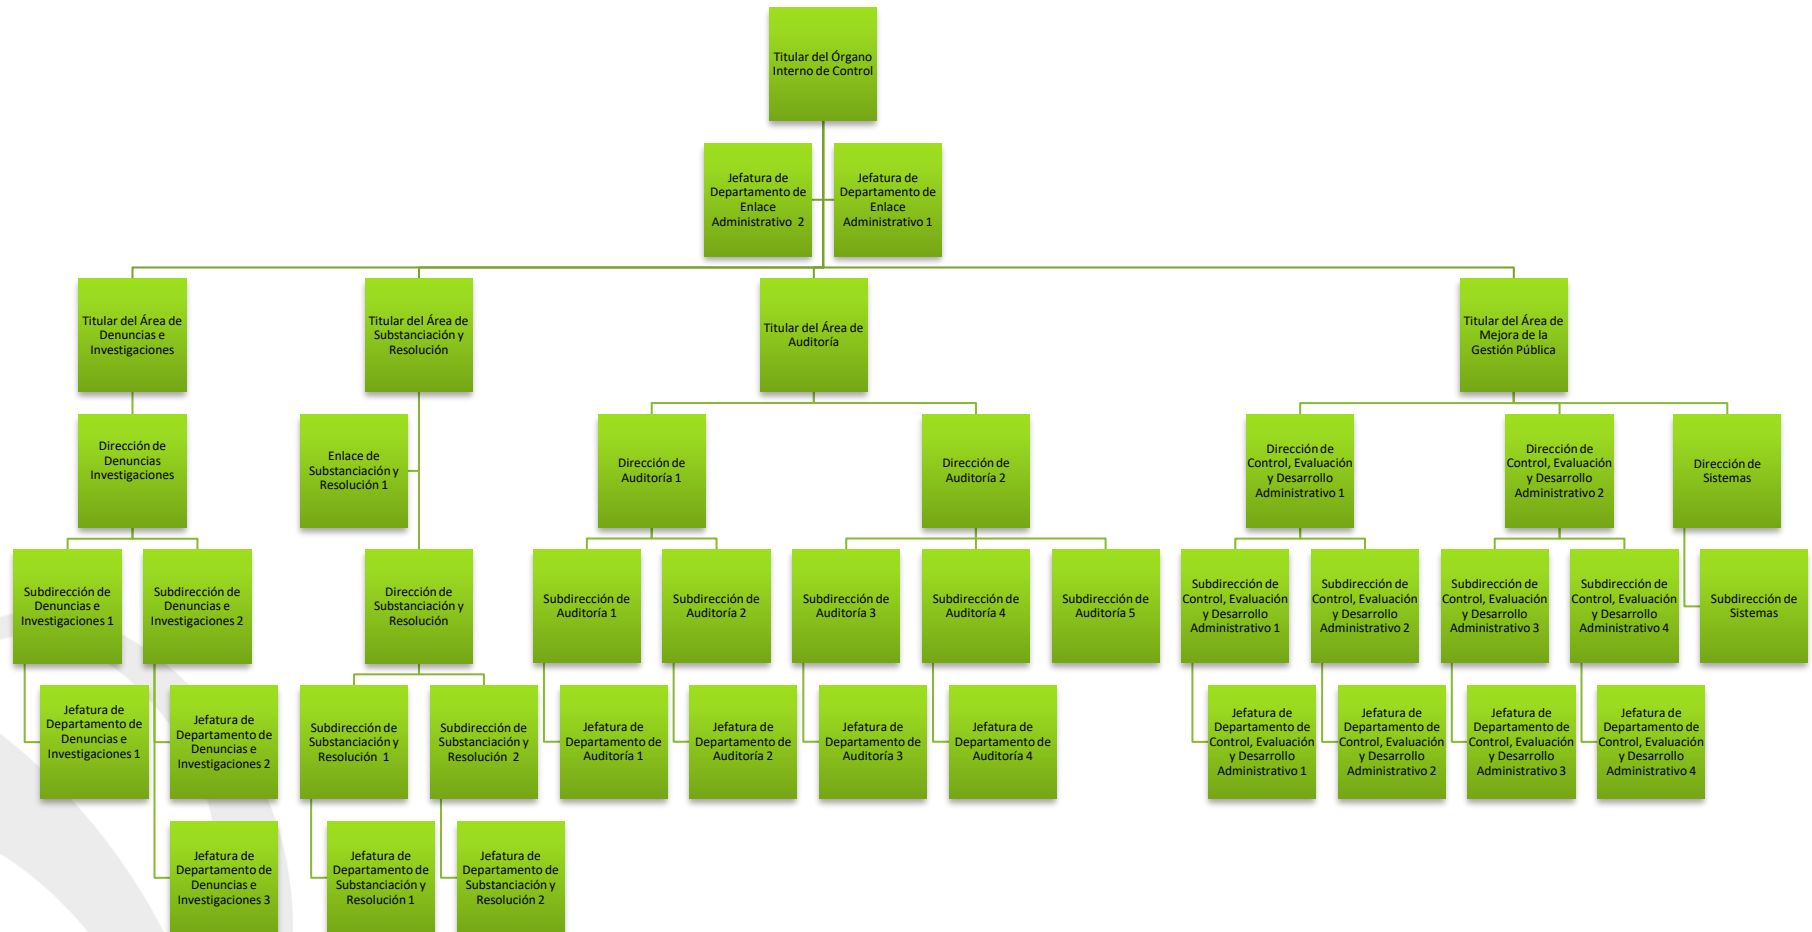 Titular del Órgano
Interno de Control
Jefatura de
Departamento de
Enlace
Administrativo 2
Jefatura de
Departamento de
Enlace
Administrativo 1
Titular del Área de
Denuncias e
Investigaciones
Titular del Área de
Substanciación y
Resolución
Titular del Área de
Auditoría
Titular del Área de
Mejora de la
Gestión Pública
Dirección de
Denuncias
Investigaciones
Enlace de
Substanciación y
Resolución 1
Dirección de
Auditoría 1
Dirección de
Auditoría 2
Dirección de
Control, Evaluación
y Desarrollo
Administrativo 1
Dirección de
Control, Evaluación
y Desarrollo
Administrativo 2
Dirección de
Sistemas
Subdirección de
Denuncias e
Investigaciones 1
Subdirección de
Denuncias e
Investigaciones 2
Dirección de
Substanciación y
Resolución
Subdirección de
Auditoría 1
Subdirección de
Auditoría 2
Subdirección de
Auditoría 3
Subdirección de
Auditoría 4
Subdirección de
Auditoría 5
Subdirección de
Control, Evaluación
y Desarrollo
Administrativo 1
Subdirección de
Control, Evaluación
y Desarrollo
Administrativo 2
Subdirección de
Control, Evaluación
y Desarrollo
Administrativo 3
Subdirección de
Control, Evaluación
y Desarrollo
Administrativo 4
Subdirección de
Sistemas
Jefatura de
Departamento de
Denuncias e
Investigaciones 1
Jefatura de
Departamento de
Denuncias e
Investigaciones 2
Subdirección de
Substanciación y
Resolución 1
Subdirección de
Substanciación y
Resolución 2
Jefatura de
Departamento de
Auditoría 1
Jefatura de
Departamento de
Auditoría 2
Jefatura de
Departamento de
Auditoría 3
Jefatura de
Departamento de
Auditoría 4
Jefatura de
Departamento de
Control, Evaluación
y Desarrollo
Administrativo 1
Jefatura de
Departamento de
Control, Evaluación
y Desarrollo
Administrativo 2
Jefatura de
Departamento de
Control, Evaluación
y Desarrollo
Administrativo 3
Jefatura de
Departamento de
Control, Evaluación
y Desarrollo
Administrativo 4
Jefatura de
Departamento de
Denuncias e
Investigaciones 3
Jefatura de
Departamento de
Substanciación y
Resolución 1
Jefatura de
Departamento de
Substanciación y
Resolución 2